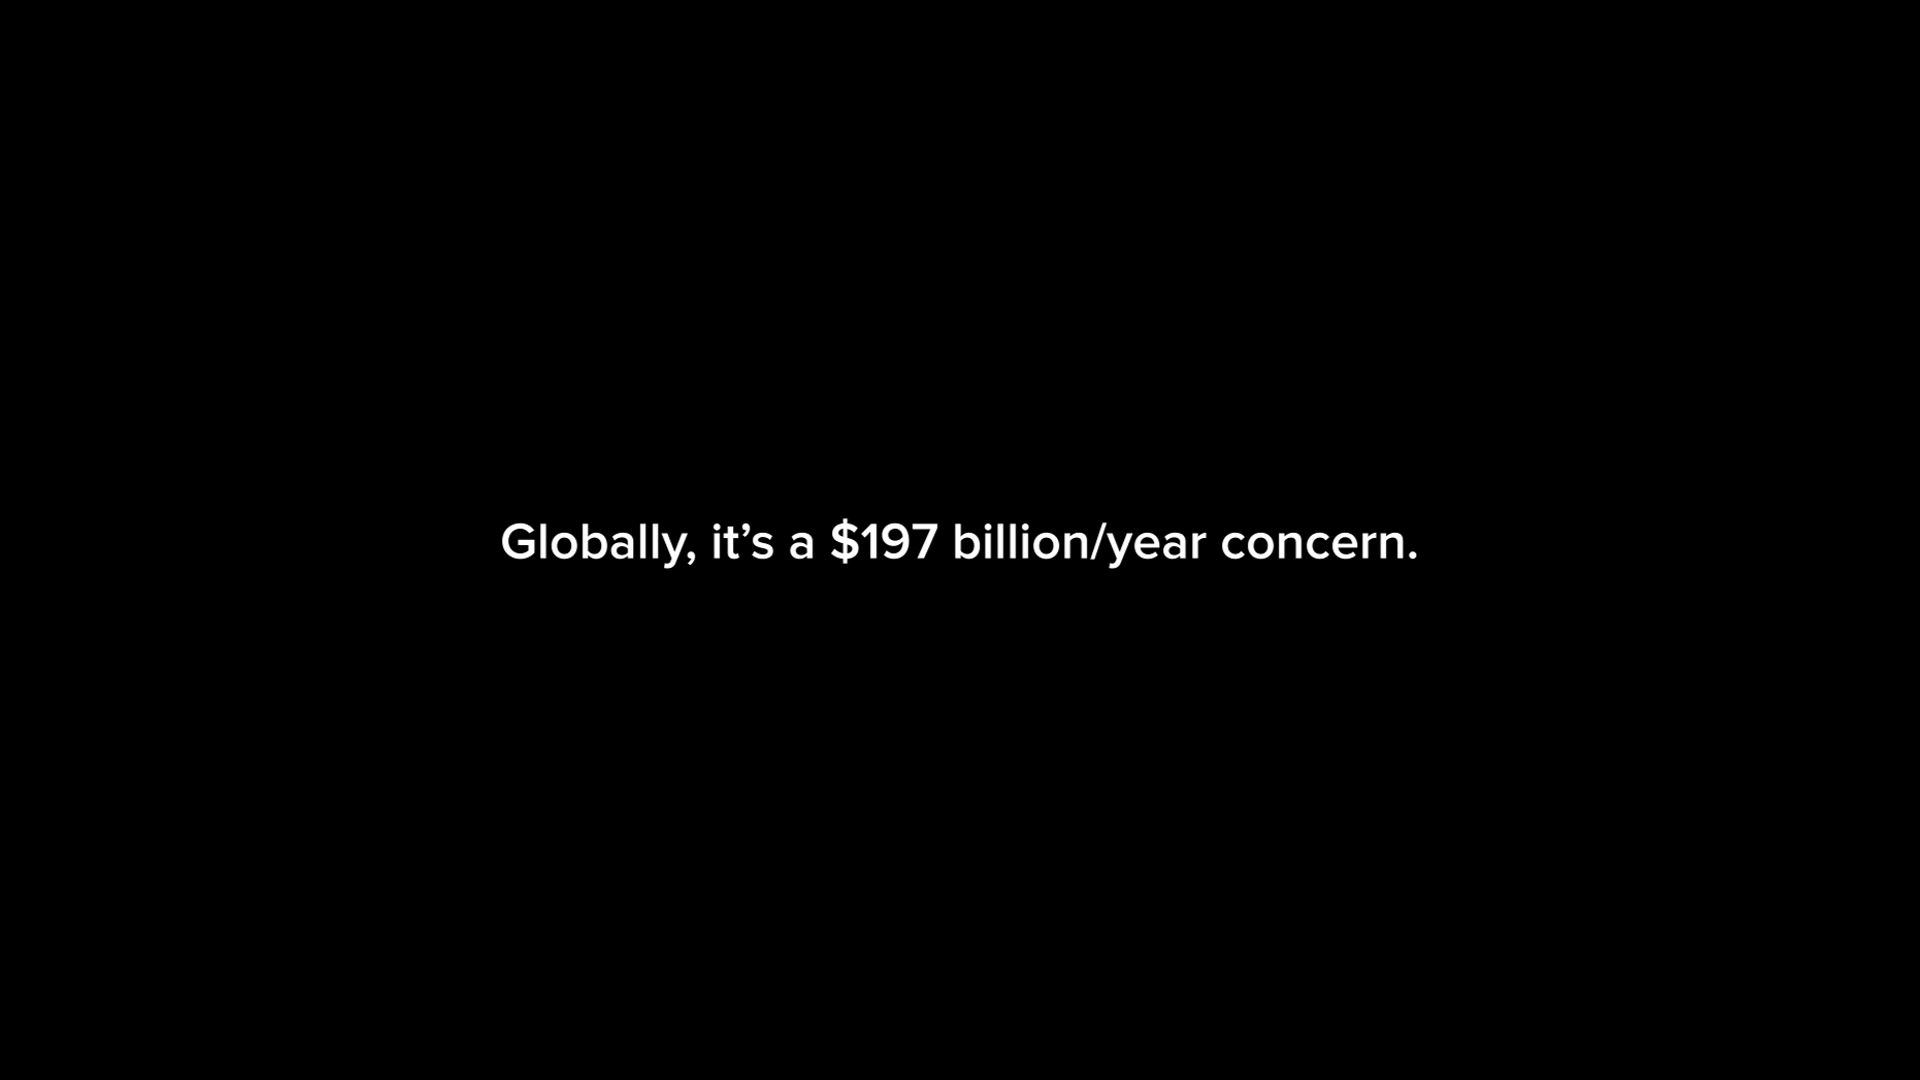 Globally, it’s a $197 billion/year concern.